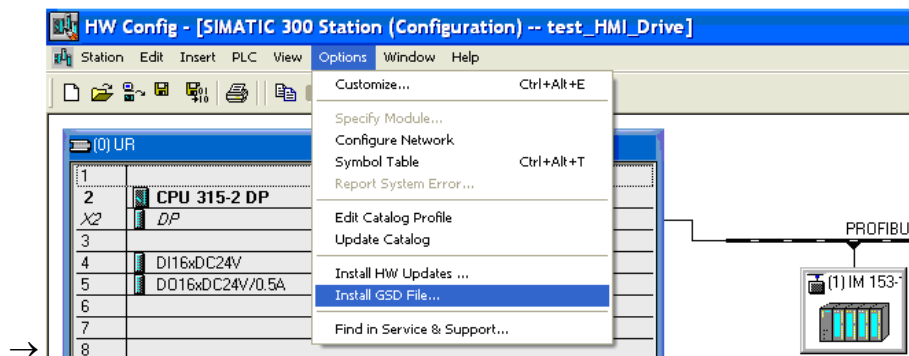 HW Config - [SIMATIC 300 Station (Configuration) -- test_HMI_Drive]
Station Edit Insert PLC View Options Window Help
Customize... Ctrl+Alt+E
Specify Module...
Configure Network
Symbol Table Ctrl+Alt+T
Report System Error...
Edit Catalog Profile
Update Catalog
Install HW Updates ...
Install GSD File...
Find in Service & Support...
(0) UR
1
2 CPU 315-2 DP
X2 DP
3
4 DI16xDC24V
5 DO16xDC24V/0.5A
6
7
→ 8
PROFIBU
(1) IM 153-